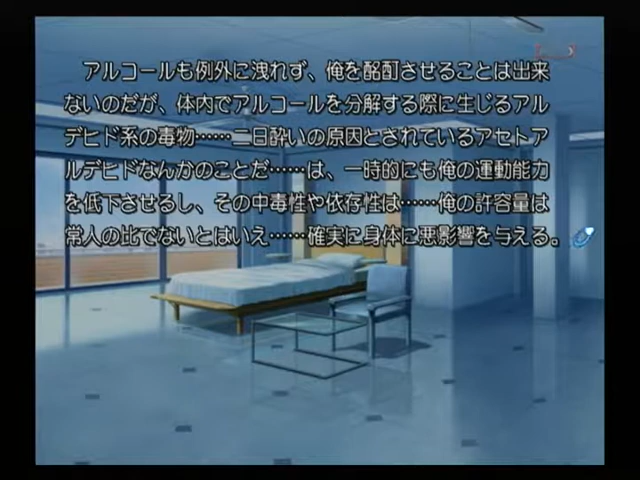 アルコールも例外に洩れず、俺を酩酊させることは出来
ないのだが、体内でアルコールを分解する際に生じるアル
デヒド系の毒物……二日酔いの原因とされているアセトア
ルデヒドなんかのことだ……は、一時的にも俺の運動能力
を低下させるし、その中毒性や依存性は……俺の許容量は
常人の比でないとはいえ……確実に身体に悪影響を与える。